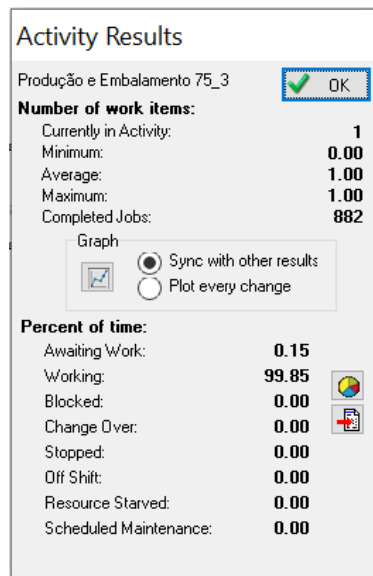 Activity Results
Produção e Embalamento 75_3
OK
Number of work items:
Currently in Activity: 1
Minimum: 0.00
Average: 1.00
Maximum: 1.00
Completed Jobs: 882
Graph
Sync with other results
Plot every change
Percent of time:
Awaiting Work: 0.15
Working: 99.85
Blocked: 0.00
Change Over: 0.00
Stopped: 0.00
Off Shift: 0.00
Resource Starved: 0.00
Scheduled Maintenance: 0.00